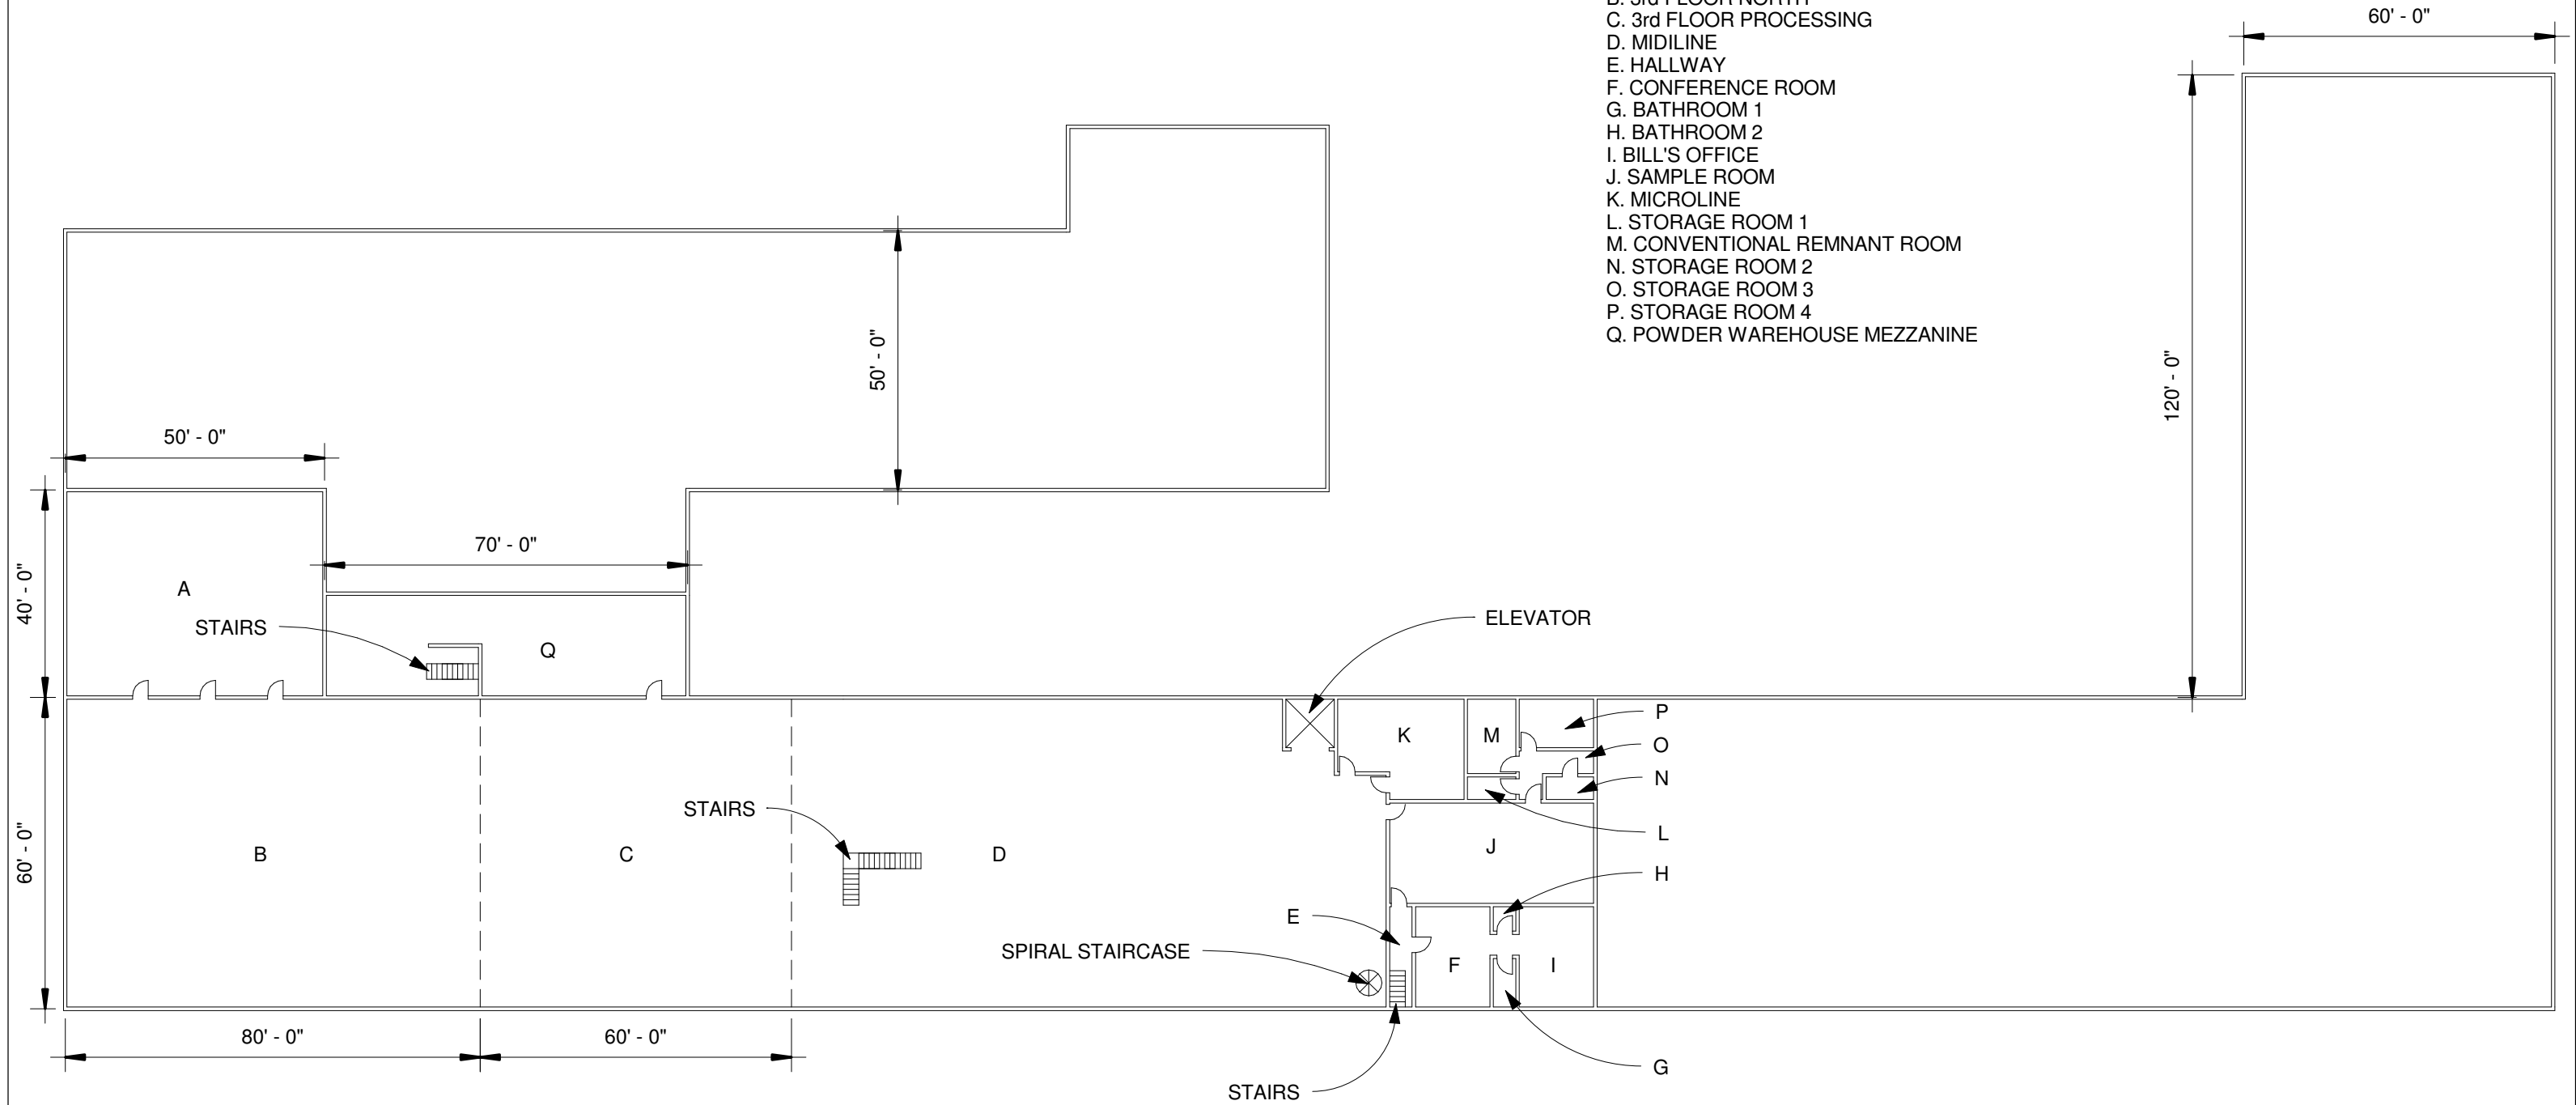 B. 3rd FLOOR NORTH
C. 3rd FLOOR PROCESSING
D. MIDILINE
E. HALLWAY
F. CONFERENCE ROOM
G. BATHROOM 1
H. BATHROOM 2
I. BILL'S OFFICE
J. SAMPLE ROOM
K. MICROLINE
L. STORAGE ROOM 1
M. CONVENTIONAL REMNANT ROOM
N. STORAGE ROOM 2
O. STORAGE ROOM 3
P. STORAGE ROOM 4
Q. POWDER WAREHOUSE MEZZANINE
60' - 0"
120' - 0"
50' - 0"
50' - 0"
70' - 0"
40' - 0"
A
STAIRS
Q
ELEVATOR
K
M
P
O
N
L
STAIRS
60' - 0"
B
C
D
J
H
E
SPIRAL STAIRCASE
F
I
80' - 0"
60' - 0"
G
STAIRS